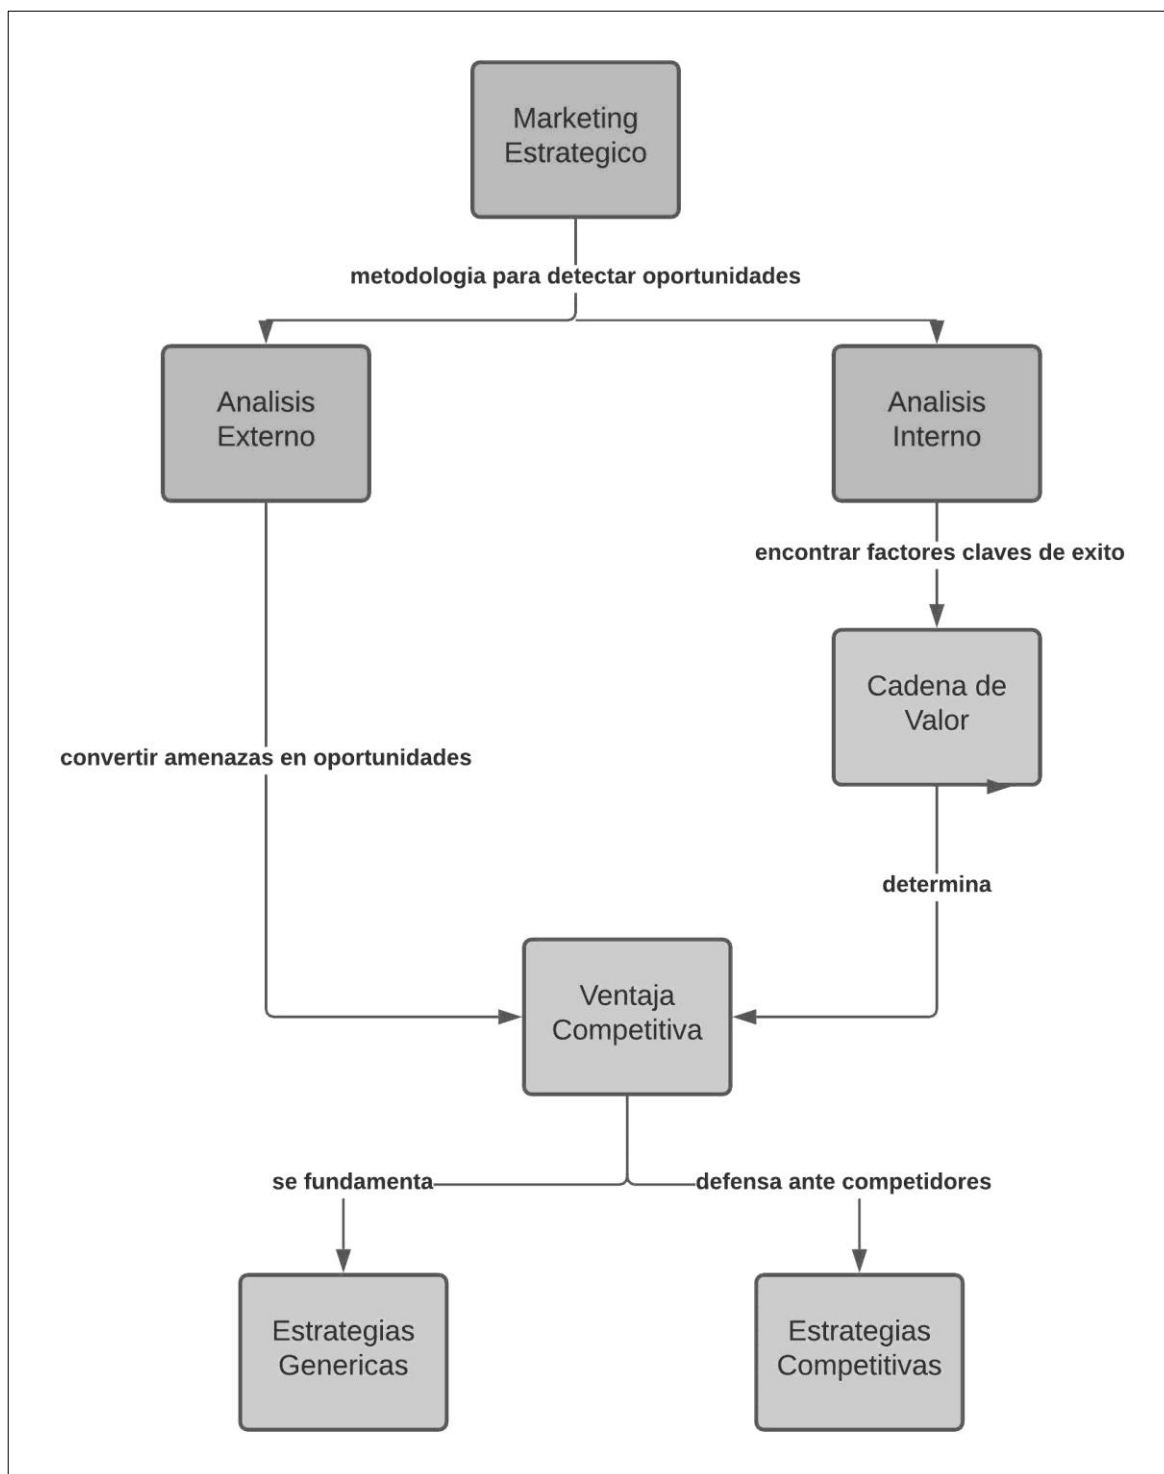 Marketing
Estrategico
metodologia para detectar oportunidades
Analisis
Externo
Analisis
Interno
encontrar factores claves de exito
Cadena de
Valor
convertir amenazas en oportunidades
determina
Ventaja
Competitiva
se fundamenta
defensa ante competidores
Estrategias
Genericas
Estrategias
Competitivas